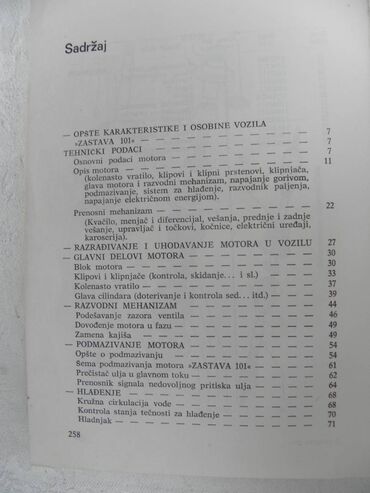 Sadržaj
— OPŠTE KARAKTERISTIKE I OSOBINE VOZILA
»ZASTAVA 101« — — — — — — — — 7
TEHNIČKI PODACI — — — — — — — — 7
Osnovni podaci motora — — — — — — — 7
Opis motora — — — — — — — — — 11
(kolenasto vratilo, klipovi i klipni prstenovi, klipnjača,
glava motora i razvodni mehanizam, napajanje gorivom,
podmazivanje, sistem za hlađenje, razvodnik paljenja,
napajanje električnom energijom).
Prenosni mehanizam — — — — — — — 22
(Kvačilo, menjač i diferencijal, vešanja, prednje i zadnje
vešanje, upravljač i točkovi, kočnice, električni uređaji,
karoserija).
— RAZRAĐIVANJE I UHODAVANJE MOTORA U VOZILU 27
— GLAVNI DELOVI MOTORA — — — — — — 30
Blok motora — — — — — — — — — 30
Klipovi i klipnjače (kontrola, skidanje... i sl.) — — — 33
Kolenasto vratilo — — — — — — — — 37
Glava cilindara (doterivanje i kontrola sed... itd.) — — 39
— RAZVODNI MEHANIZAM — — — — — — 44
Podešavanje zazora ventila — — — — — — 46
Dovođenje motora u fazu — — — — — — 49
Zamena kajiša — — — — — — — — 49
— PODMAZIVANJE MOTORA — — — — — — 54
Opšte o podmazivanju — — — — — — — 54
Šema podmazivanja motora »ZASTAVA 101« — — — 61
Prečistač ulja u glavnom toku — — — — — — 62
Prenosnik signala nedovoljnog pritiska ulja — — — 64
— HLAĐENJE — — — — — — — — — 68
Kružna cirkulacija vode — — — — — — — 68
Kontrola stanja tečnosti za hlađenje — — — — — 70
Hladnjak — — — — — — — — — 71
258